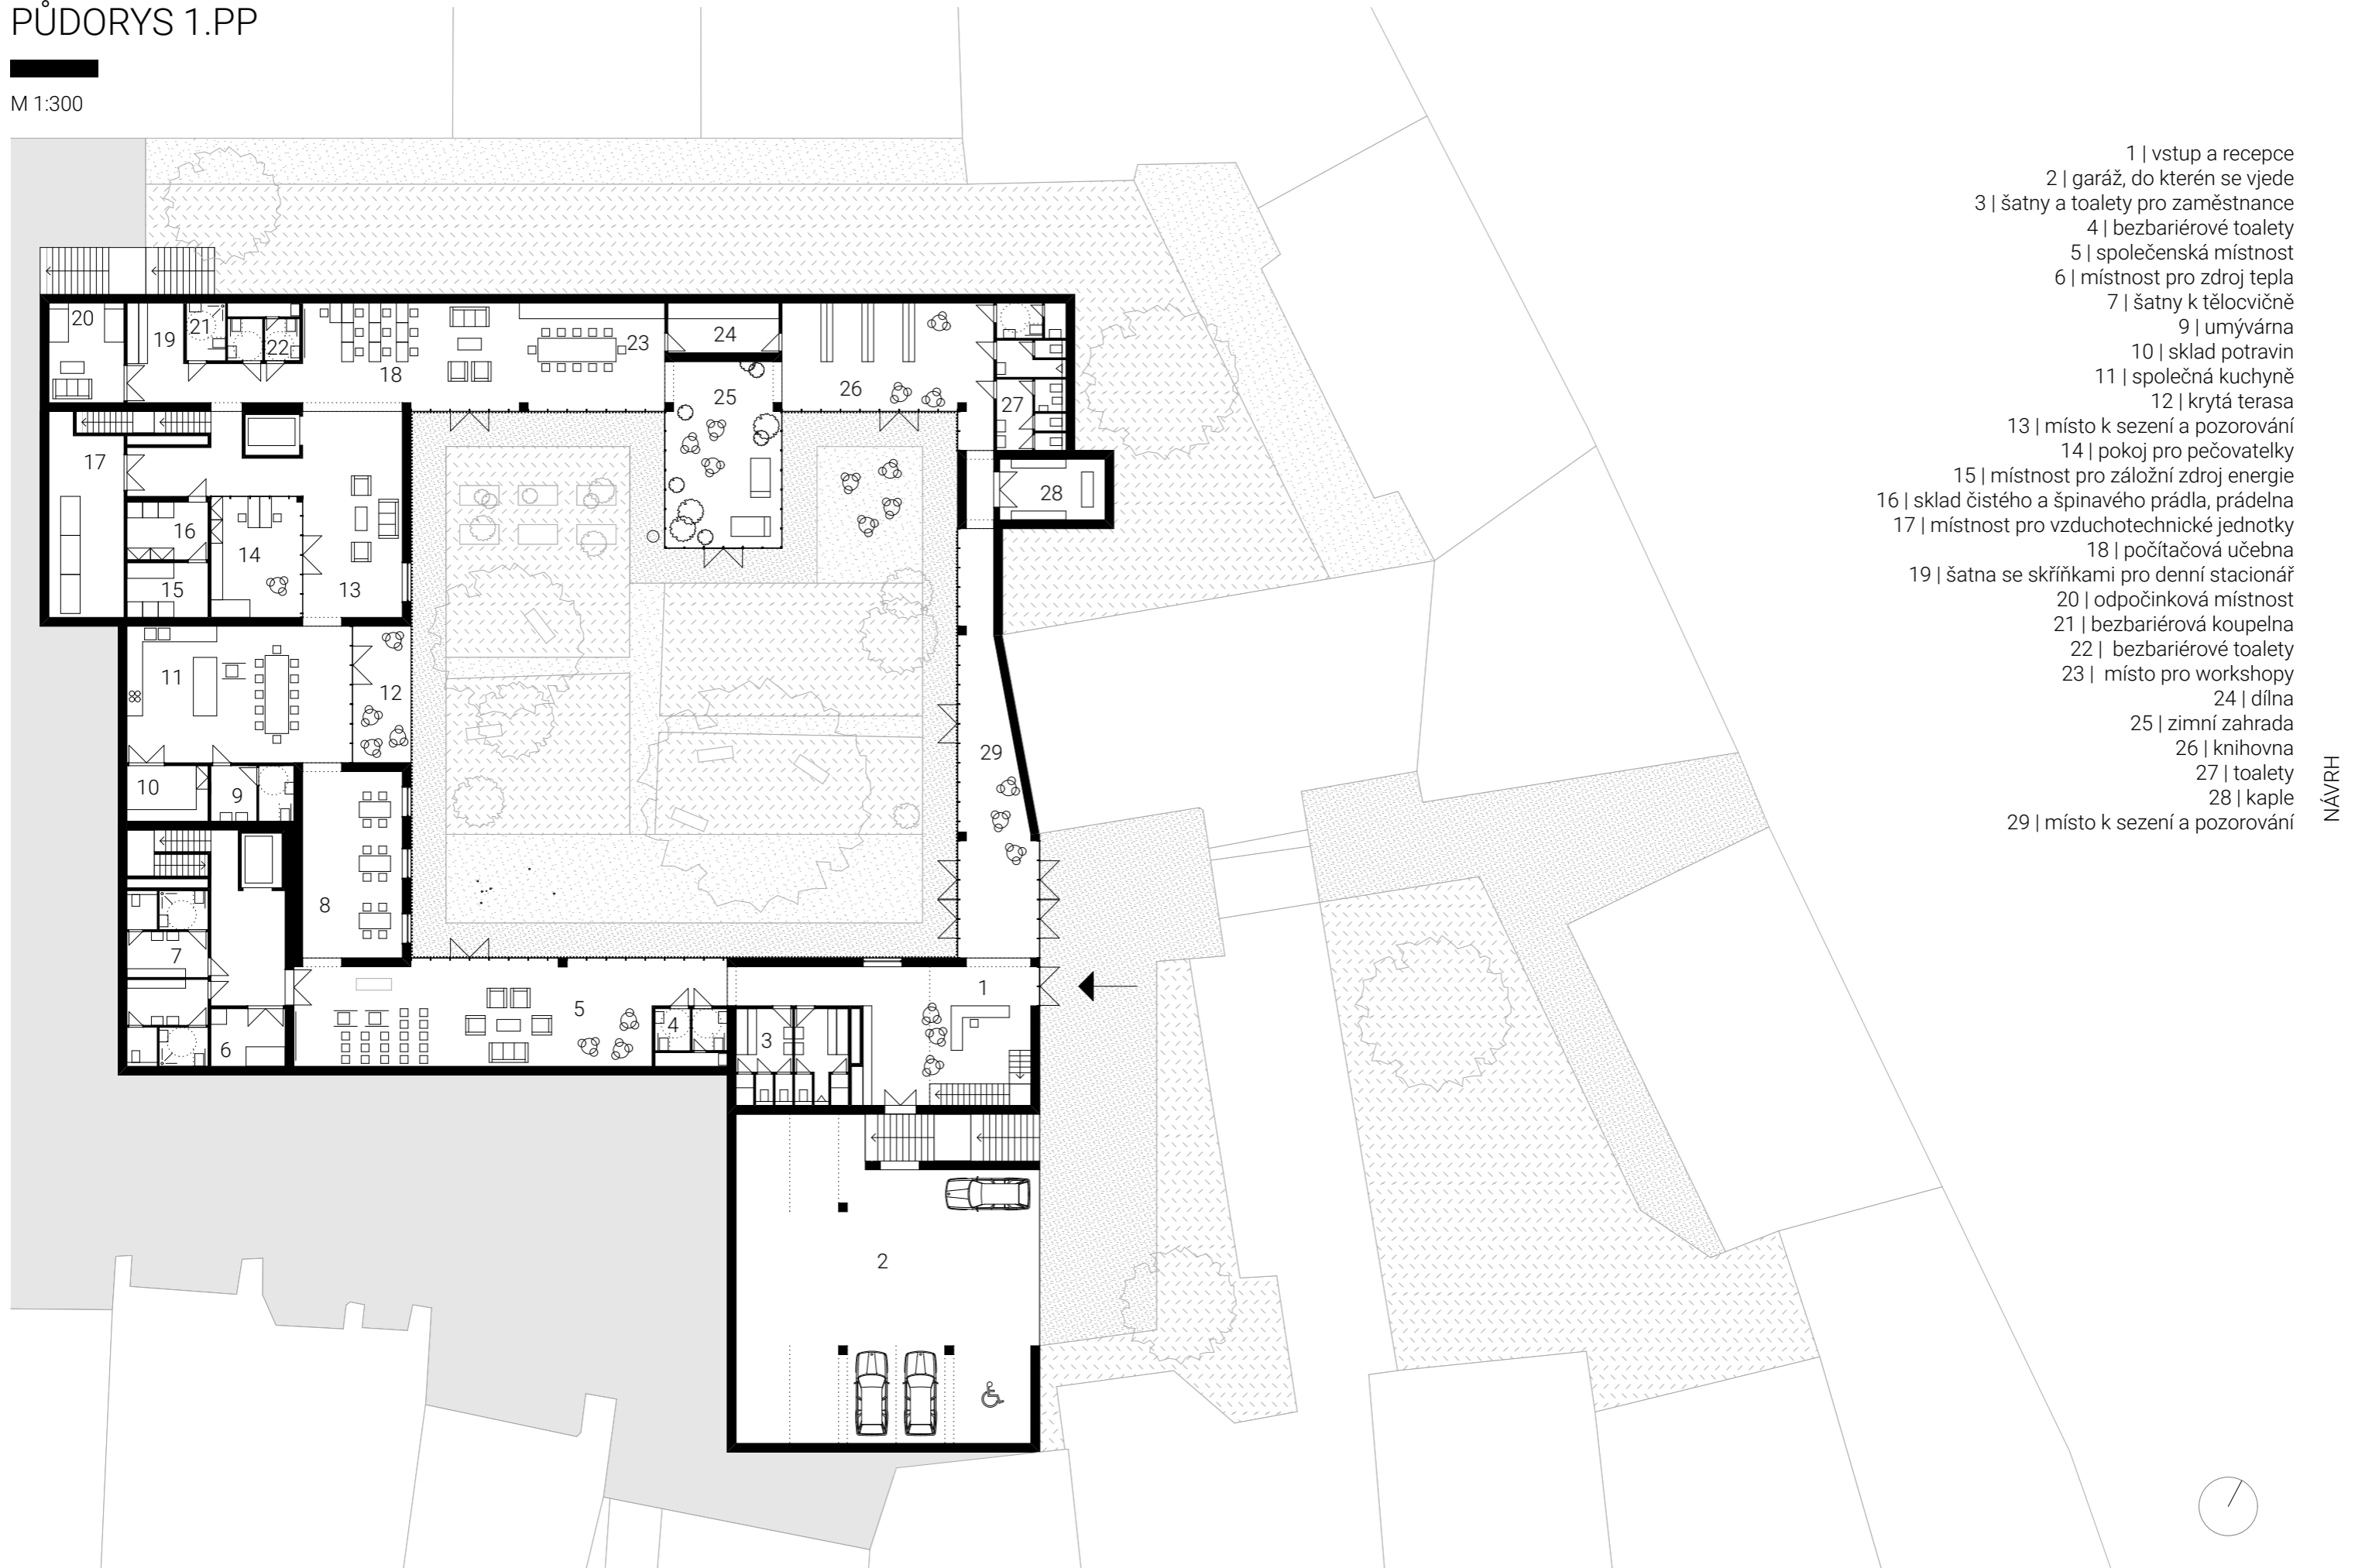 PŮDORYS 1.PP
M 1:300
1 | vstup a recepce
2 | garáž, do kterén se vjede
3 | šatny a toalety pro zaměstnance
4 | bezbariérové toalety
5 | společenská místnost
6 | místnost pro zdroj tepla
7 | šatny k tělocvičně
9 | umývárna
10 | sklad potravin
11 | společná kuchyně
12 | krytá terasa
13 | místo k sezení a pozorování
14 | pokoj pro pečovatelky
15 | místnost pro záložní zdroj energie
16 | sklad čistého a špinavého prádla, prádelna
17 | místnost pro vzduchotechnické jednotky
18 | počítačová učebna
19 | šatna se skříňkami pro denní stacionář
20 | odpočinková místnost
21 | bezbariérová koupelna
22 | bezbariérové toalety
23 | místo pro workshopy
24 | dílna
25 | zimní zahrada
26 | knihovna
27 | toalety
28 | kaple
29 | místo k sezení a pozorování
NÁVRH
20
19
21
22
18
23
24
25
26
27
28
17
16
14
15
13
11
12
10
9
29
8
7
6
5
4
3
1
2